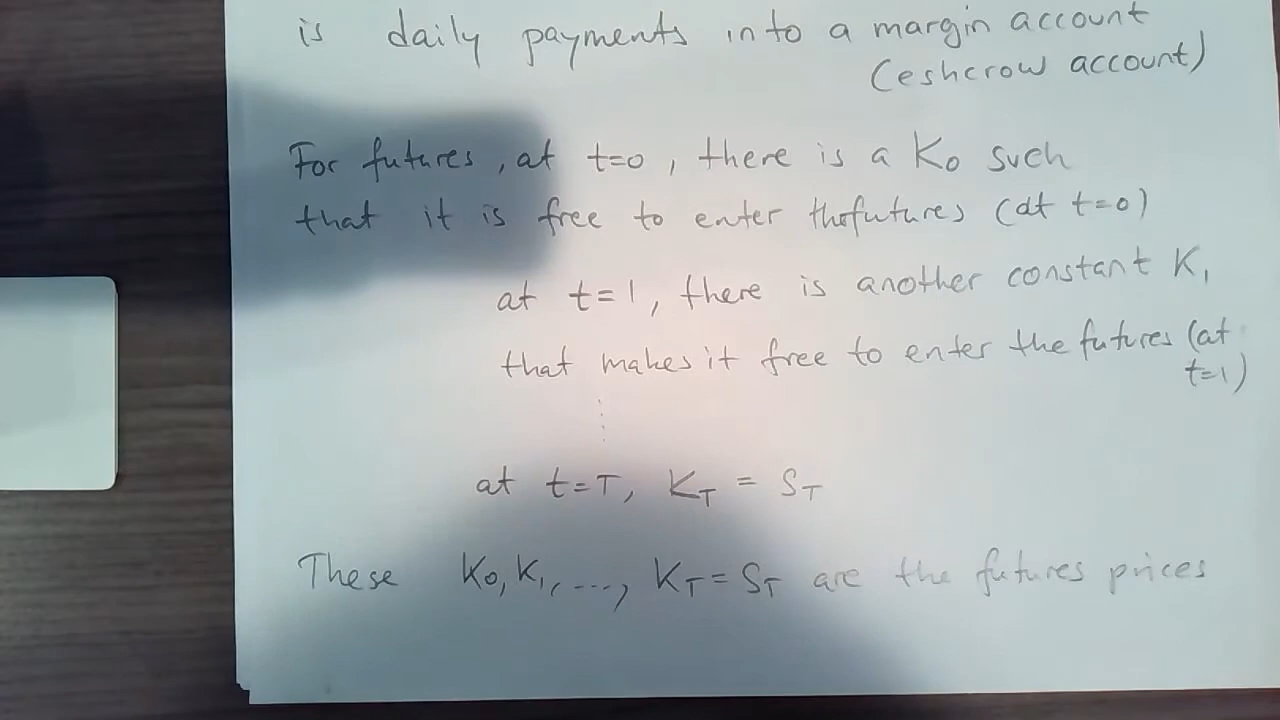 is daily payments into a margin account
(eshcrow account)
For futures, at t=0, there is a K₀ such
that it is free to enter thefutures (at t=0)
at t=1, there is another constant K₁
that makes it free to enter the futures (at
t=1)
⋮
at t=T, K_T = S_T
These K₀, K₁, ..., K_T = S_T are the futures prices